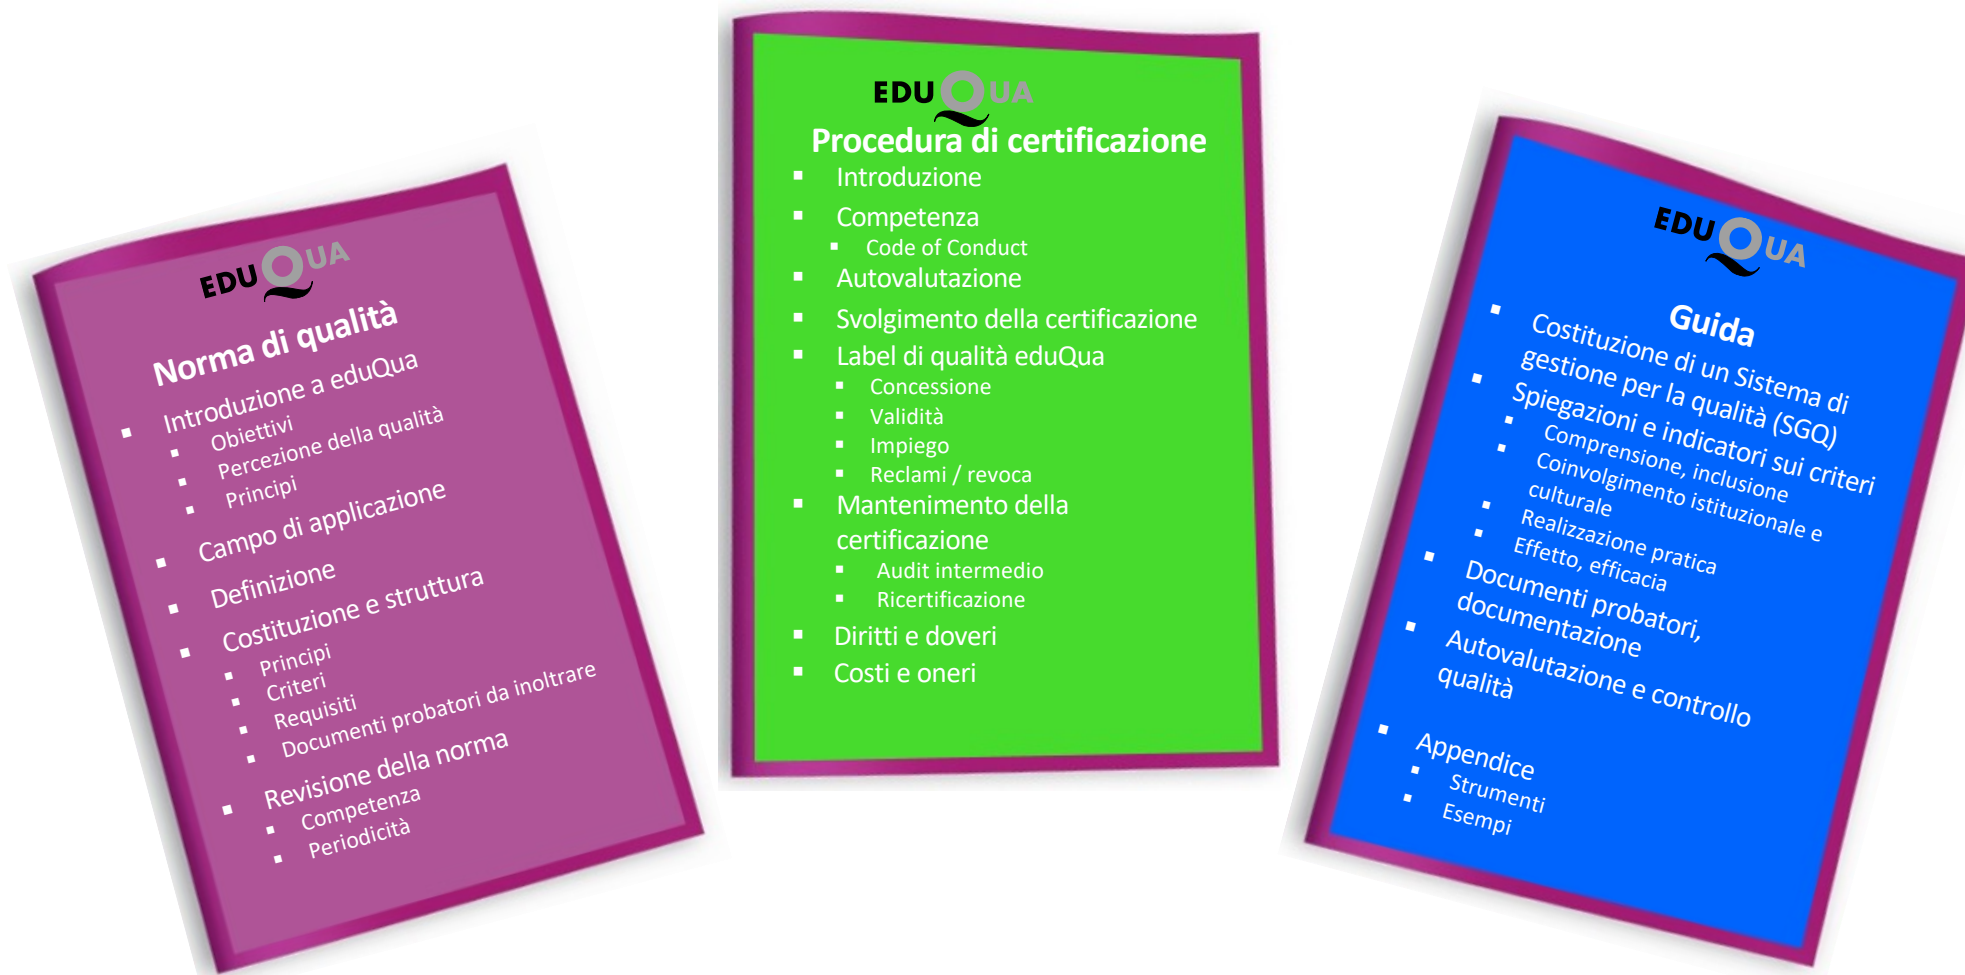 EDUQUA
Norma di qualità
Introduzione a eduQua
Obiettivi
Percezione della qualità
Principi
Campo di applicazione
Definizione
Costituzione e struttura
Principi
Criteri
Requisiti
Documenti probatori da inoltrare
Revisione della norma
Competenza
Periodicità
EDUQUA
Procedura di certificazione
Introduzione
Competenza
Code of Conduct
Autovalutazione
Svolgimento della certificazione
Label di qualità eduQua
Concessione
Validità
Impiego
Reclami / revoca
Mantenimento della
certificazione
Audit intermedio
Ricertificazione
Diritti e doveri
Costi e oneri
EDUQUA
Guida
Costituzione di un Sistema di
gestione per la qualità (SGQ)
Spiegazioni e indicatori sui criteri
Comprensione, inclusione
Coinvolgimento istituzionale e
culturale
Realizzazione pratica
Effetto, efficacia
Documenti probatori,
documentazione
Autovalutazione e controllo
qualità
Appendice
Strumenti
Esempi